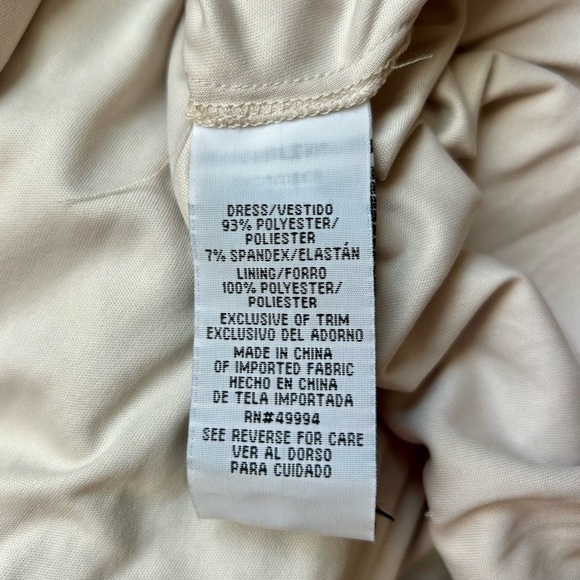 DRESS/VESTIDO
93% POLYESTER/
POLIESTER
7% SPANDEX/ELASTÁN
LINING/FORRO
100% POLYESTER/
POLIESTER
EXCLUSIVE OF TRIM
EXCLUSIVO DEL ADORNO
MADE IN CHINA
OF IMPORTED FABRIC
HECHO EN CHINA
DE TELA IMPORTADA
RN#49994
SEE REVERSE FOR CARE
VER AL DORSO
PARA CUIDADO